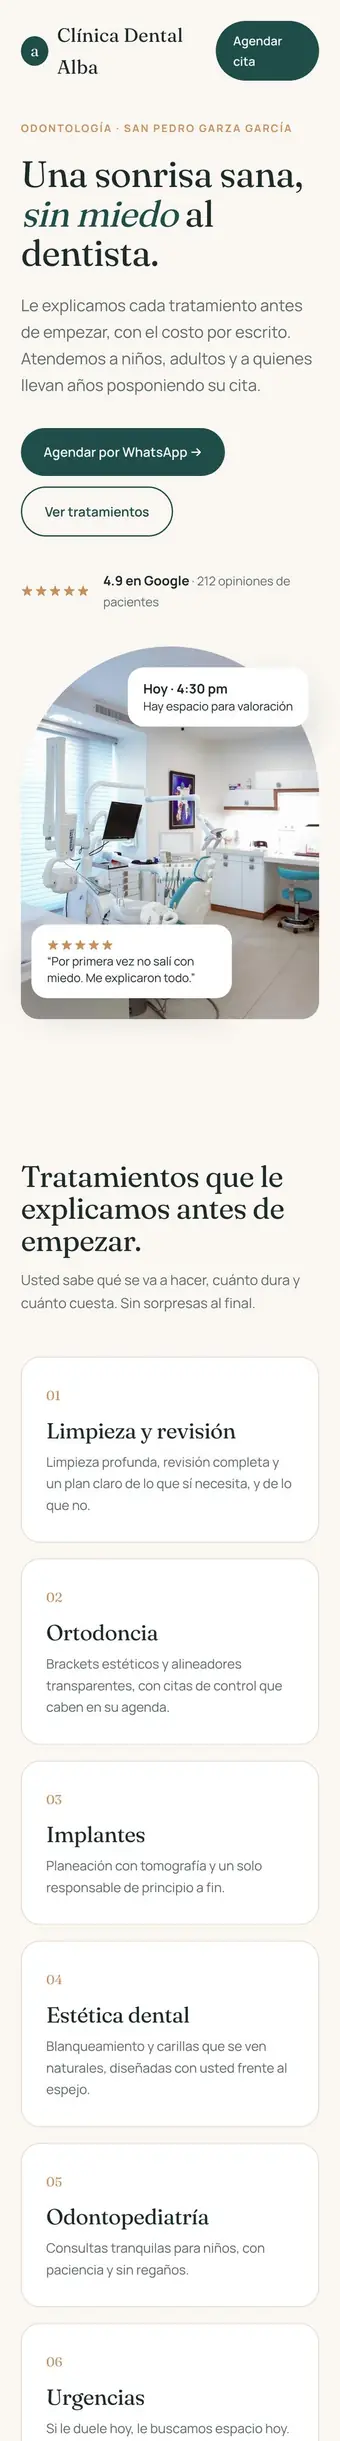 a
Clínica Dental
Alba
Agendar
cita
ODONTOLOGÍA · SAN PEDRO GARZA GARCÍA
Una sonrisa sana,
sin miedo al
dentista.
Le explicamos cada tratamiento antes
de empezar, con el costo por escrito.
Atendemos a niños, adultos y a quienes
llevan años posponiendo su cita.
Agendar por WhatsApp →
Ver tratamientos
★★★★★ 4.9 en Google · 212 opiniones de
pacientes
Hoy · 4:30 pm
Hay espacio para valoración
★★★★★
“Por primera vez no salí con
miedo. Me explicaron todo.”
Tratamientos que le
explicamos antes de
empezar.
Usted sabe qué se va a hacer, cuánto dura y
cuánto cuesta. Sin sorpresas al final.
01
Limpieza y revisión
Limpieza profunda, revisión completa y
un plan claro de lo que sí necesita, y de lo
que no.
02
Ortodoncia
Brackets estéticos y alineadores
transparentes, con citas de control que
caben en su agenda.
03
Implantes
Planeación con tomografía y un solo
responsable de principio a fin.
04
Estética dental
Blanqueamiento y carillas que se ven
naturales, diseñadas con usted frente al
espejo.
05
Odontopediatría
Consultas tranquilas para niños, con
paciencia y sin regaños.
06
Urgencias
Si le duele hoy, le buscamos espacio hoy.